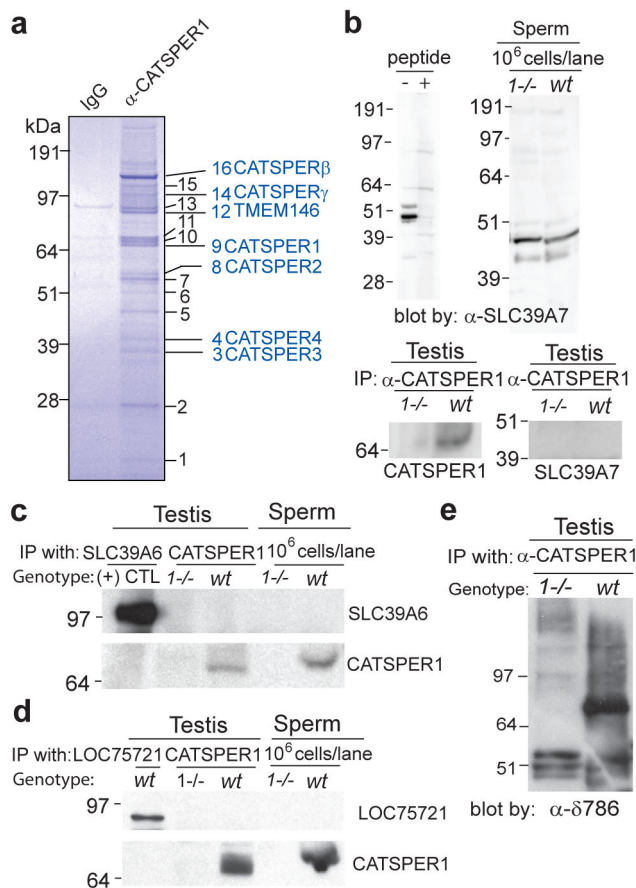 a
IgG
α-CATSPER1
kDa
191
97
64
51
39
28
16 CATSPERβ
15
14 CATSPERγ
13
12 TMEM146
11
10
9 CATSPER1
8 CATSPER2
7
6
5
4 CATSPER4
3 CATSPER3
2
1
b
peptide
- +
191
97
64
51
39
28
Sperm
10⁶ cells/lane
1-/- wt
191
97
64
51
39
28
blot by: α-SLC39A7
Testis
Testis
IP: α-CATSPER1 α-CATSPER1
1-/- wt
1-/- wt
64
51
39
CATSPER1
SLC39A7
c
Testis Sperm
IP with: SLC39A6 CATSPER1 10⁶ cells/lane
Genotype: (+) CTL 1-/- wt 1-/- wt
97
SLC39A6
CATSPER1
64
d
Testis Sperm
IP with: LOC75721 CATSPER1 10⁶ cells/lane
Genotype: wt 1-/- wt 1-/- wt
97
LOC75721
CATSPER1
64
e
Testis
IP with: α-CATSPER1
Genotype: 1-/- wt
97
64
51
blot by: α-δ786